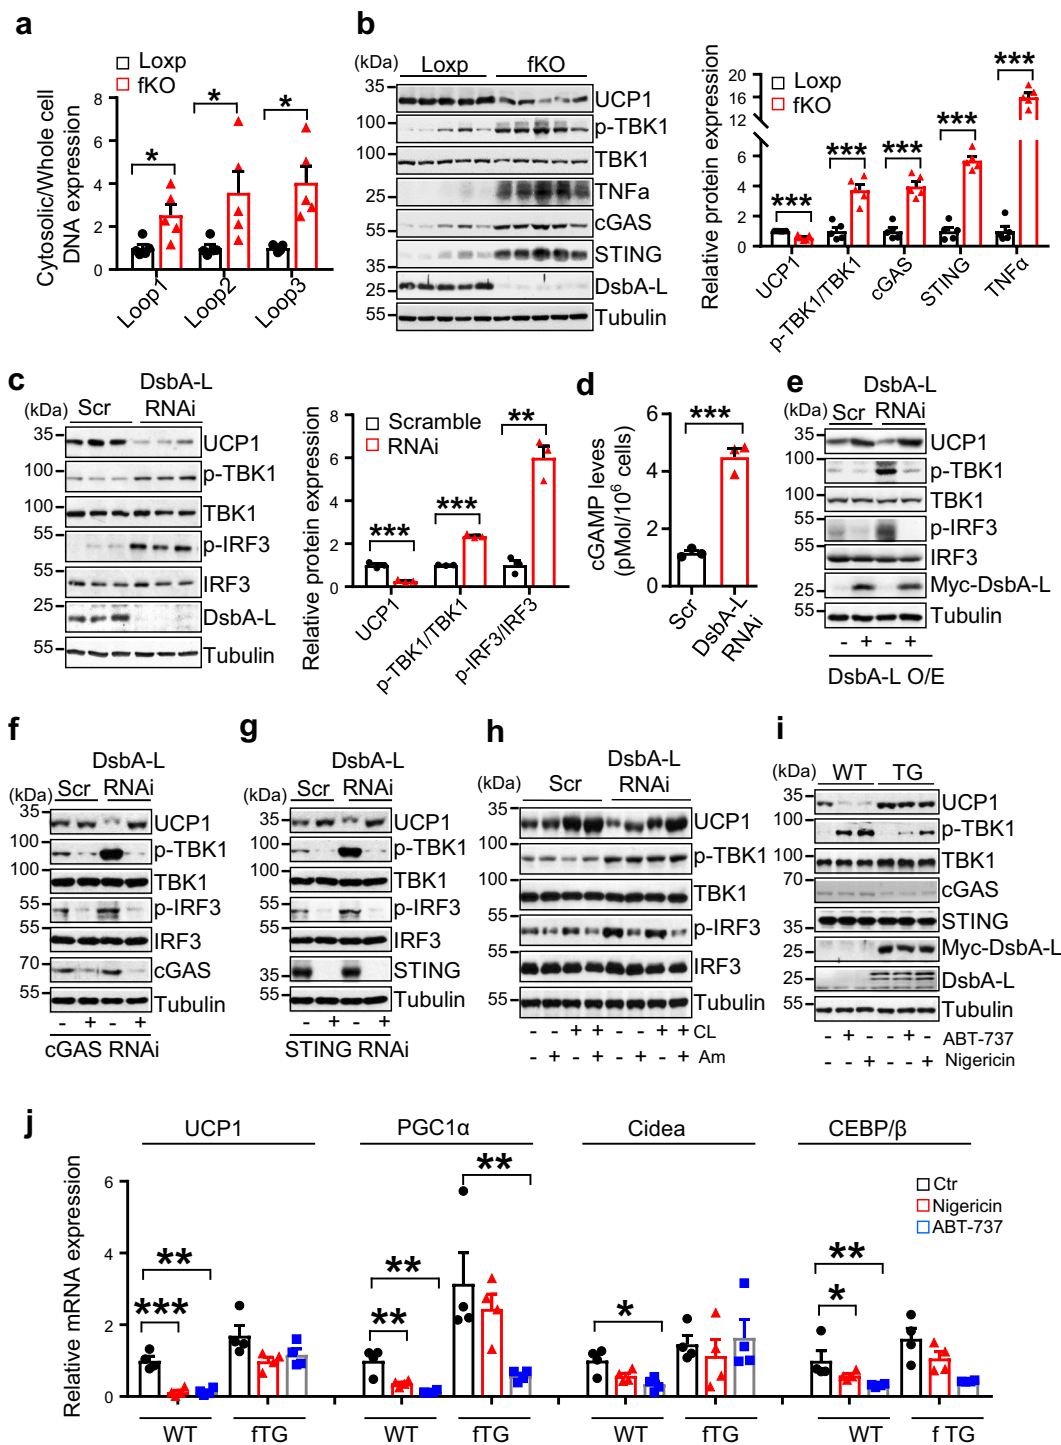 a
Loxp
fKO
Cytosolic/Whole cell
DNA expression
8
6
4
2
0
*
*
*
Loop1
Loop2
Loop3
b
(kDa)
Loxp
fKO
35
UCP1
100
p-TBK1
100
TBK1
25
TNFa
55
cGAS
35
STING
25
DsbA-L
55
Tubulin
Relative protein expression
Loxp
fKO
20
16
12
6
4
2
0
***
***
***
***
***
UCP1
p-TBK1/TBK1
cGAS
STING
TNFα
c
DsbA-L
(kDa)
Scr
RNAi
35
UCP1
100
p-TBK1
100
TBK1
55
p-IRF3
55
IRF3
25
DsbA-L
55
Tubulin
Relative protein expression
Scramble
RNAi
8
6
4
2
0
***
***
**
UCP1
p-TBK1/TBK1
p-IRF3/IRF3
d
cGAMP levels
(pMol/10⁶ cells)
6
4
2
0
***
Scr
DsbA-L
RNAi
e
DsbA-L
(kDa)
Scr
RNAi
35
UCP1
100
p-TBK1
100
TBK1
55
p-IRF3
55
IRF3
25
Myc-DsbA-L
55
Tubulin
- + - +
DsbA-L O/E
f
DsbA-L
(kDa)
Scr
RNAi
35
UCP1
100
p-TBK1
100
TBK1
55
p-IRF3
55
IRF3
70
cGAS
55
Tubulin
- + - +
cGAS RNAi
g
DsbA-L
(kDa)
Scr
RNAi
35
UCP1
100
p-TBK1
100
TBK1
55
p-IRF3
55
IRF3
35
STING
55
Tubulin
- + - +
STING RNAi
h
DsbA-L
(kDa)
Scr
RNAi
35
UCP1
100
p-TBK1
100
TBK1
55
p-IRF3
55
IRF3
55
Tubulin
- - + + - - + + CL
- + - + - + - + Am
i
(kDa)
WT
TG
35
UCP1
100
p-TBK1
100
TBK1
70
cGAS
35
STING
25
Myc-DsbA-L
25
DsbA-L
55
Tubulin
- + - - + - ABT-737
- - + - - + Nigericin
j
UCP1
PGC1α
Cidea
CEBP/β
Relative mRNA expression
6
4
2
0
Ctr
Nigericin
ABT-737
**
***
**
**
**
*
**
*
WT
fTG
WT
fTG
WT
fTG
WT
f TG